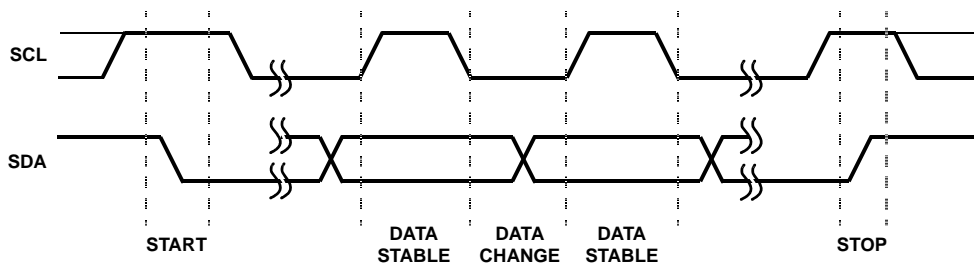 SCL
SDA
START
DATA
STABLE
DATA
CHANGE
DATA
STABLE
STOP